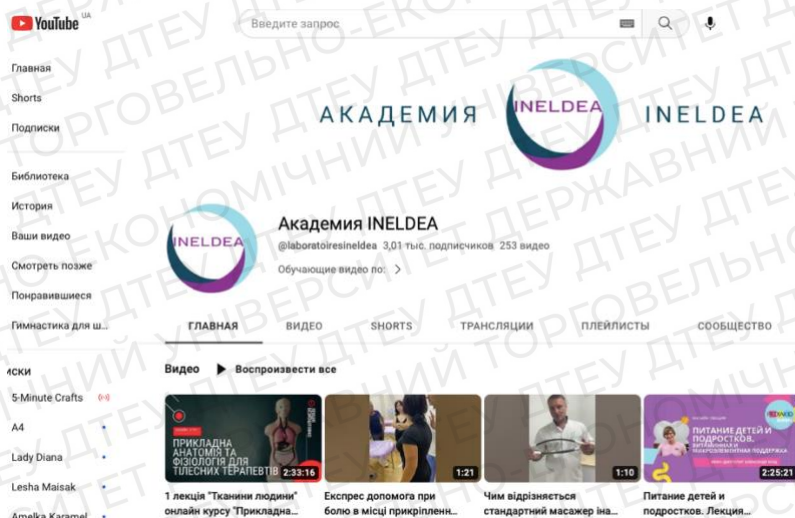 YouTube UA
Введите запрос
Главная
Shorts
Подписки
Библиотека
История
Ваши видео
Смотреть позже
Понравившиеся
Гимнастика для ш...
иски
5-Minute Crafts
A4
Lady Diana
Lesha Maisak
Amelka Karamel
АКАДЕМИЯ INELDEA INELDEA
INELDEA
Академия INELDEA
@laboratoiresineldea 3,01 тыс. подписчиков 253 видео
Обучающие видео по:
ГЛАВНАЯ ВИДЕО SHORTS ТРАНСЛЯЦИИ ПЛЕЙЛИСТЫ СООБЩЕСТВО
Видео Воспроизвести все
ПРИКЛАДНА
АНАТОМІЯ ТА
ФІЗІОЛОГІЯ ДЛЯ
ТІЛЕСНИХ ТЕРАПЕВТІВ
2:33:16
1 лекція "Тканини людини"
онлайн курсу "Прикладна...
1:21
Експрес допомога при
болю в місці прикріпленн...
1:10
Чим відрізняється
стандартний масажер іна...
ПИТАНИЕ ДЕТЕЙ И
ПОДРОСТКОВ.
2:25:21
Питание детей и
подростков. Лекция...
ДТЕУ ДЕРЖАВНИЙ ТОРГОВЕЛЬНО ЕКОНОМІЧНИЙ УНІВЕРСИТЕТ